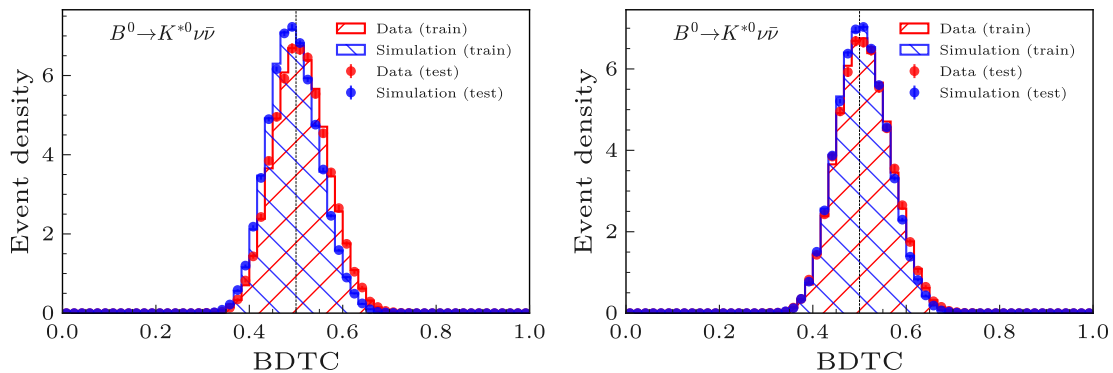 B⁰→K*⁰νν̄
Data (train)
Simulation (train)
Data (test)
Simulation (test)
Event density
6
4
2
0
0.0 0.2 0.4 0.6 0.8 1.0
BDTC
B⁰→K*⁰νν̄
Data (train)
Simulation (train)
Data (test)
Simulation (test)
Event density
6
4
2
0
0.0 0.2 0.4 0.6 0.8 1.0
BDTC